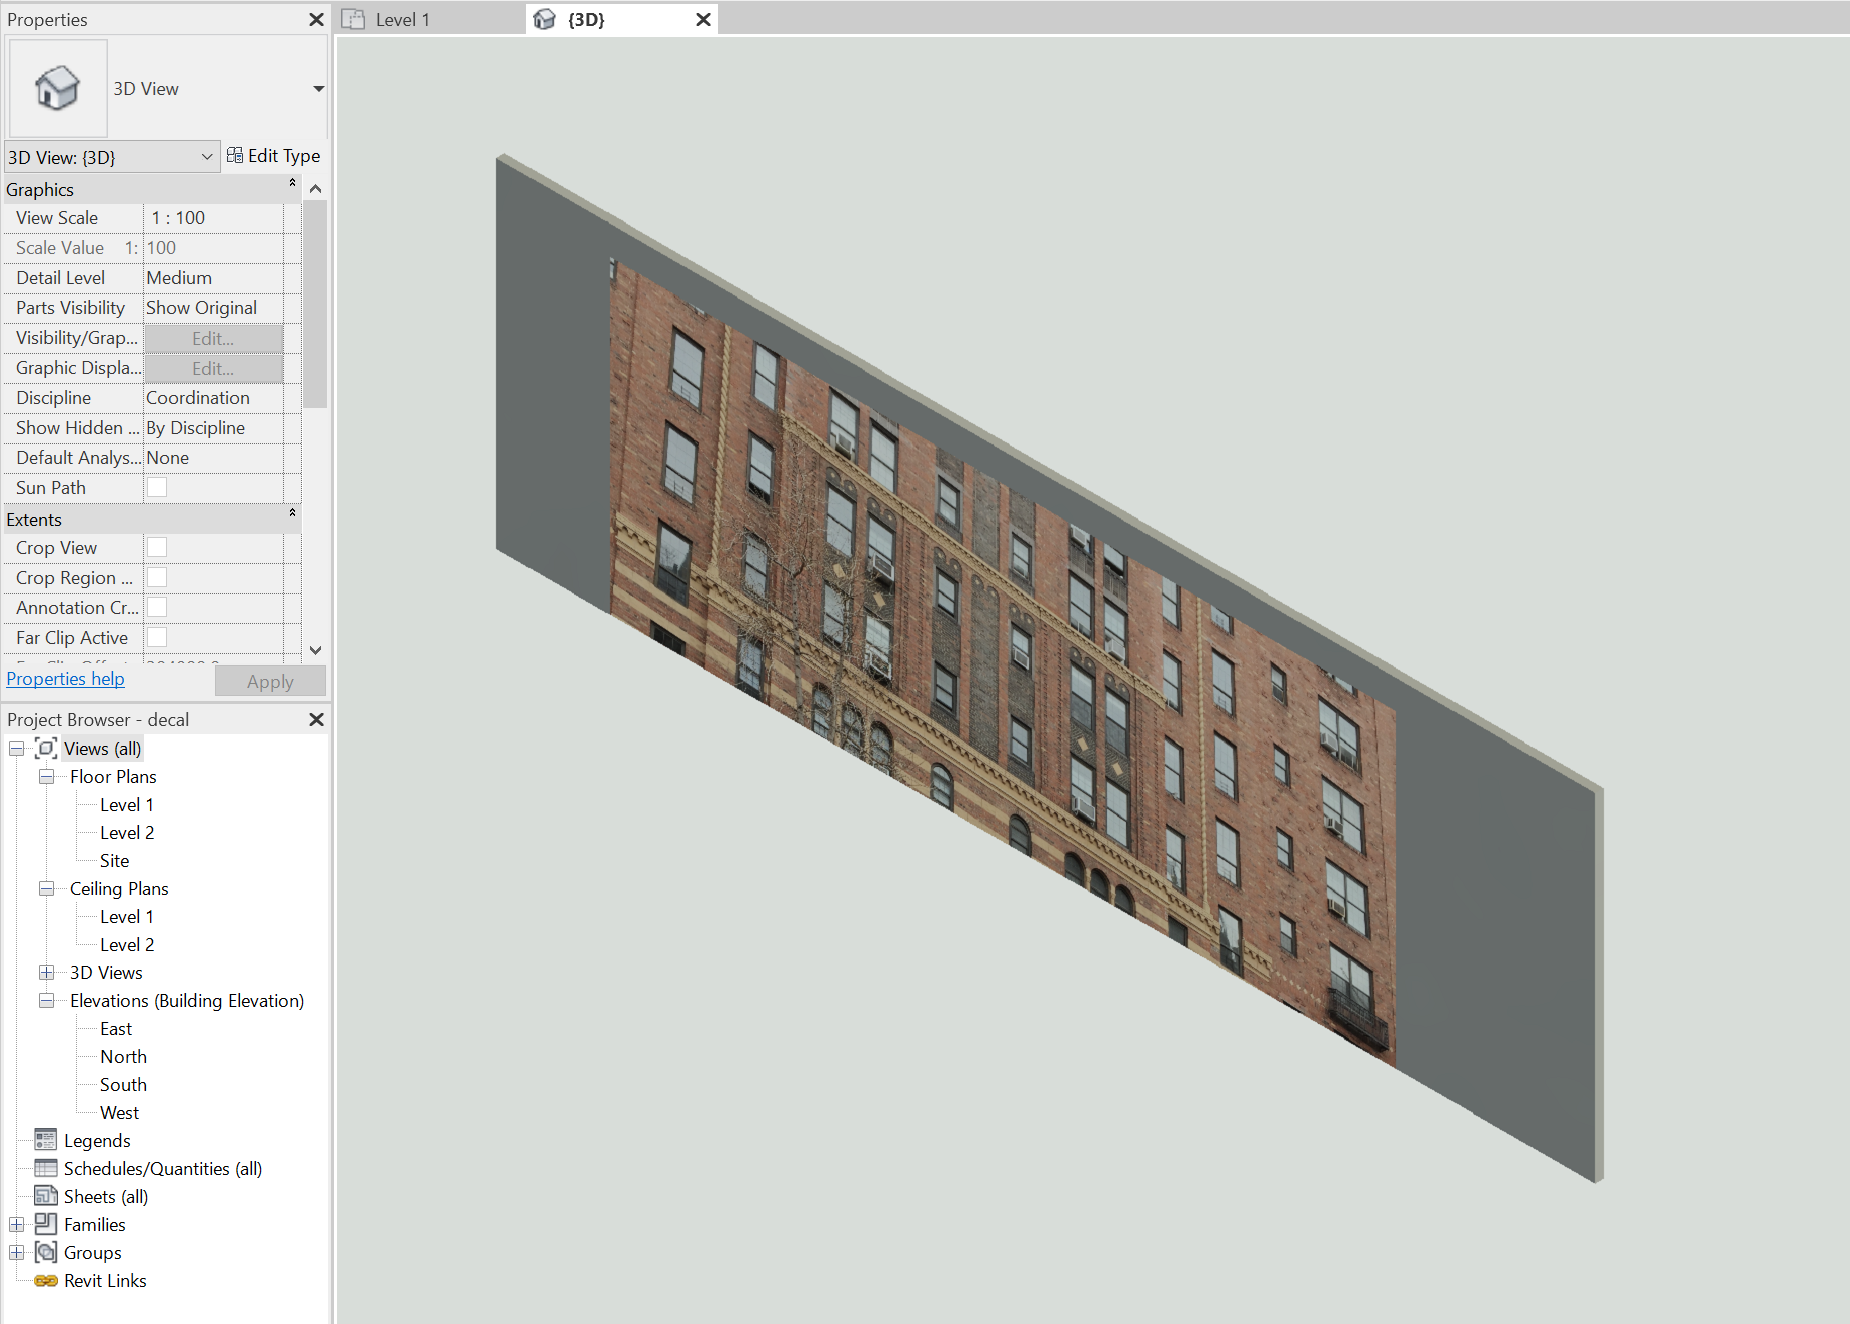 Properties
3D View
3D View: {3D}
Edit Type
Graphics
View Scale 1 : 100
Scale Value 1: 100
Detail Level Medium
Parts Visibility Show Original
Visibility/Grap... Edit...
Graphic Displa... Edit...
Discipline Coordination
Show Hidden ... By Discipline
Default Analys... None
Sun Path
Extents
Crop View
Crop Region ...
Annotation Cr...
Far Clip Active
Properties help
Apply
Project Browser - decal
Views (all)
Floor Plans
Level 1
Level 2
Site
Ceiling Plans
Level 1
Level 2
3D Views
Elevations (Building Elevation)
East
North
South
West
Legends
Schedules/Quantities (all)
Sheets (all)
Families
Groups
Revit Links
Level 1
{3D}